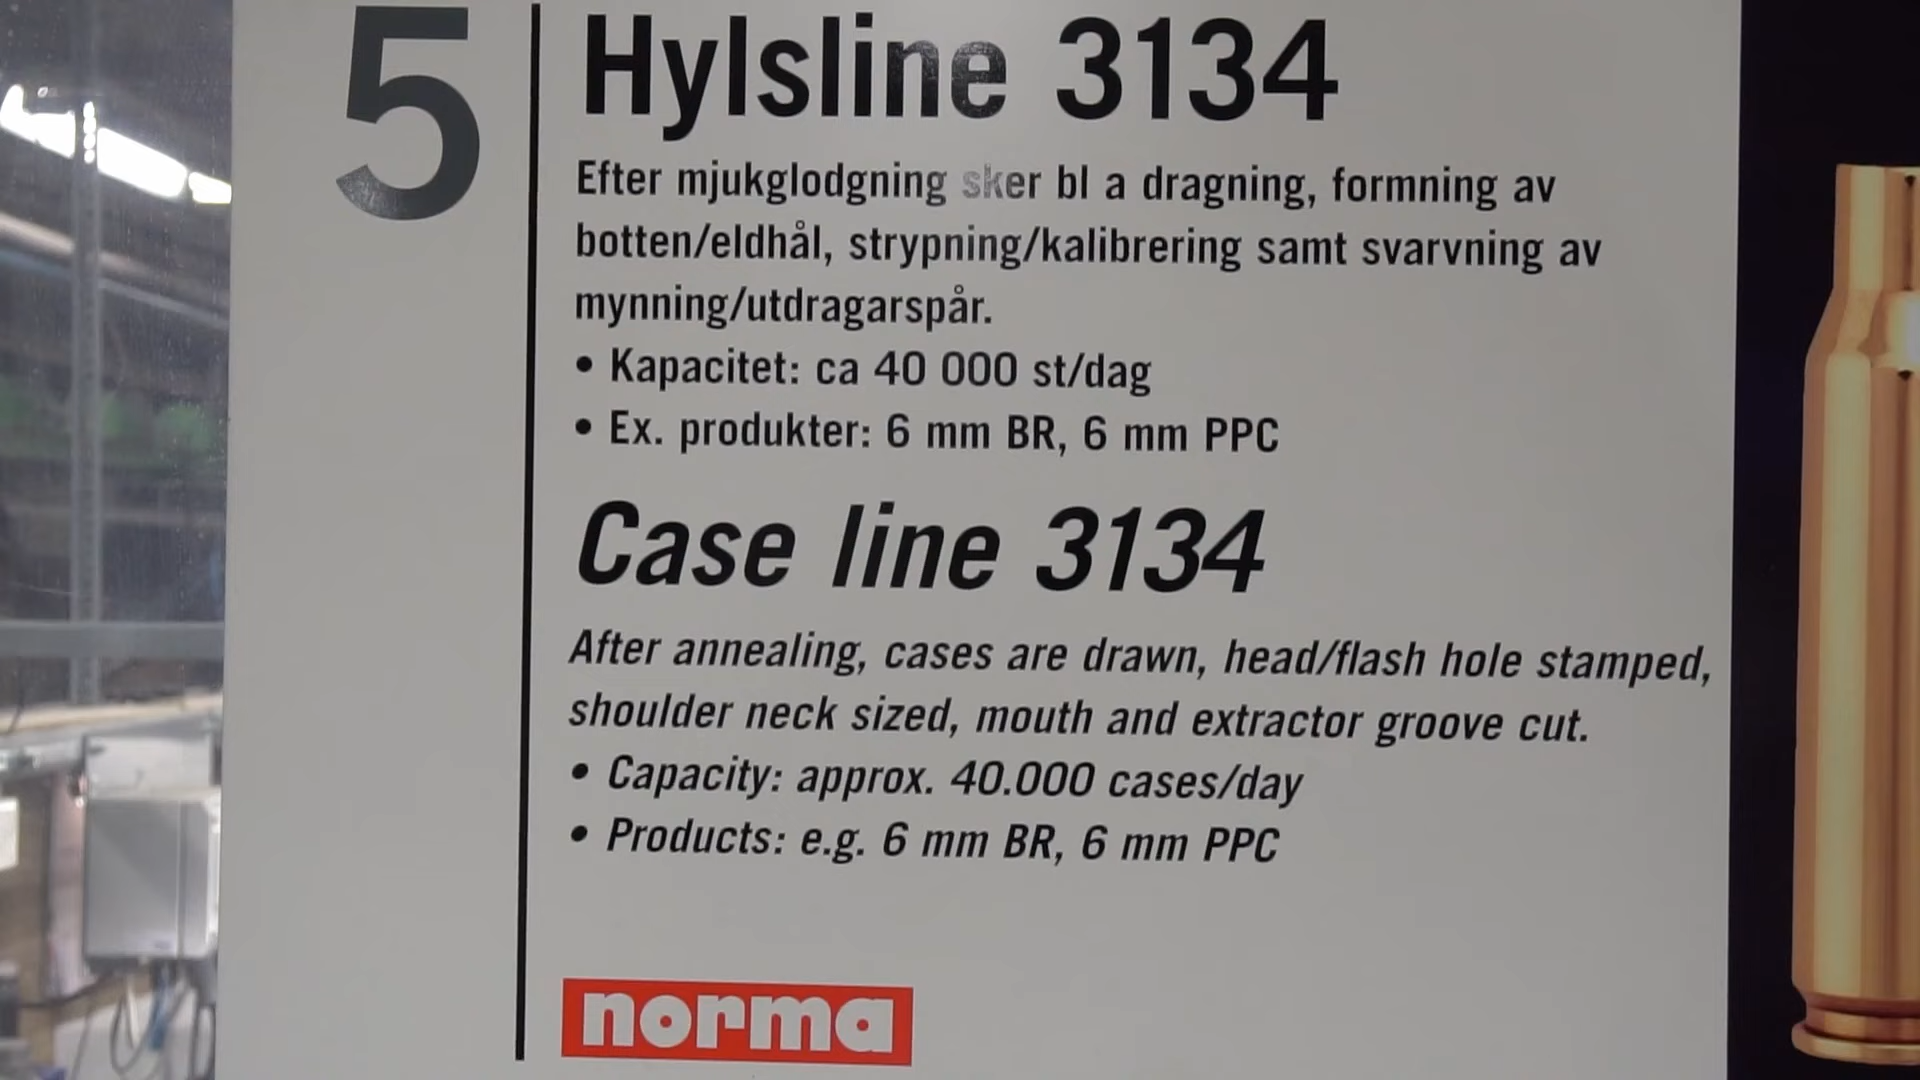 5
Hylsline 3134
Efter mjukglodgning sker bl a dragning, formning av
botten/eldhål, strypning/kalibrering samt svarvning av
mynning/utdragarspår.
• Kapacitet: ca 40 000 st/dag
• Ex. produkter: 6 mm BR, 6 mm PPC
Case line 3134
After annealing, cases are drawn, head/flash hole stamped,
shoulder neck sized, mouth and extractor groove cut.
• Capacity: approx. 40.000 cases/day
• Products: e.g. 6 mm BR, 6 mm PPC
norma